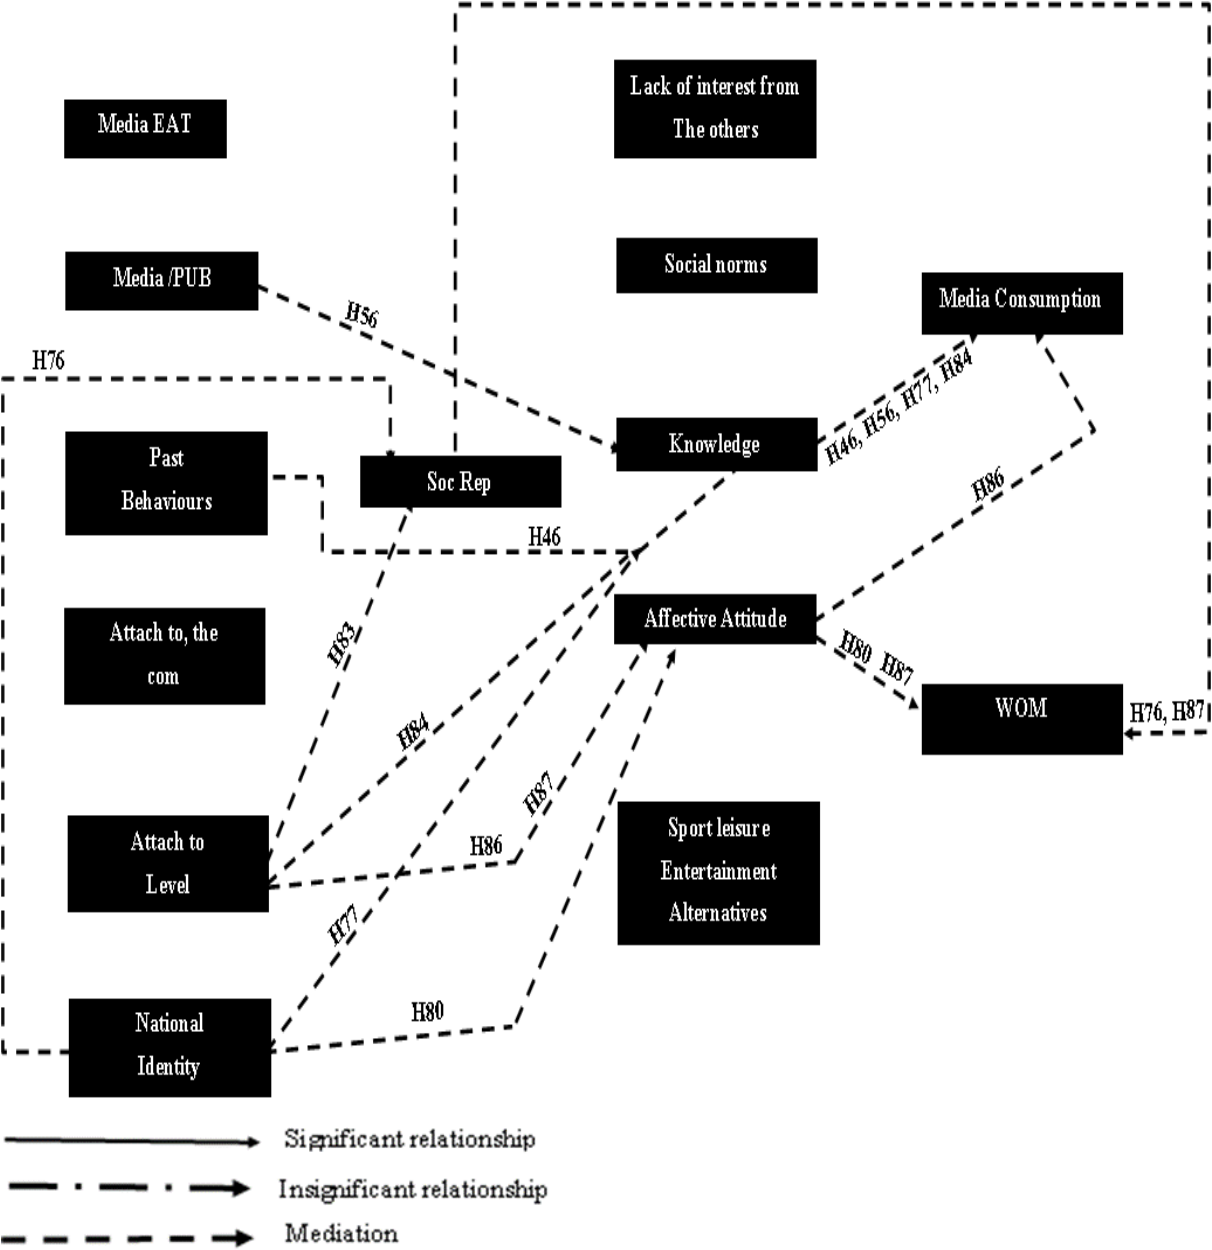 Lack of interest from
The others
Media EAT
Social norms
Media /PUB
Media Consumption
H56
H76
H46, H56, H77, H84
Knowledge
Past
Behaviours
Soc Rep
H86
H46
Affective Attitude
Attach to, the
com
H83
H80 H87
WOM
H76, H87
H84
H87
Sport leisure
Entertainment
Alternatives
Attach to
Level
H86
H77
H80
National
Identity
Significant relationship
Insignificant relationship
Mediation